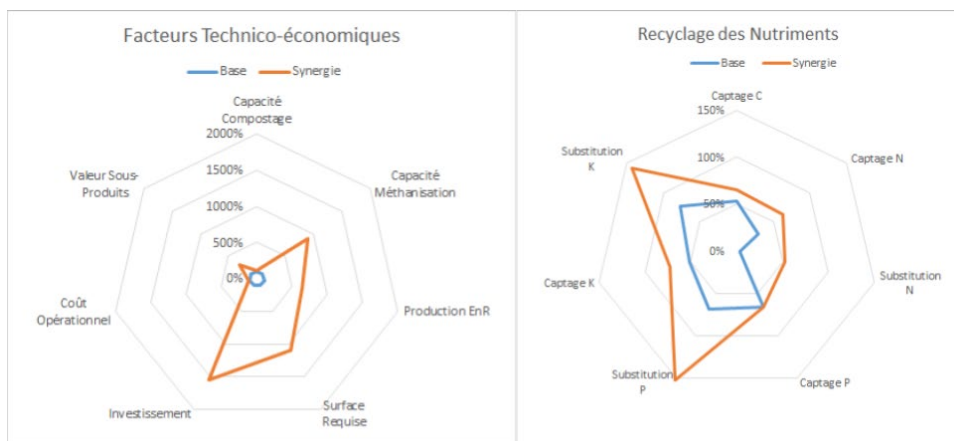 Facteurs Technico-économiques
Base Synergie
Capacité
Compostage
2000%
1500%
1000%
500%
0%
Capacité
Méthanisation
Production EnR
Surface
Requise
Investissement
Coût
Opérationnel
Valeur Sous-
Produits
Recyclage des Nutriments
Base Synergie
Captage C
150%
100%
50%
0%
Captage N
Substitution
N
Captage P
Substitution
P
Captage K
Substitution
K